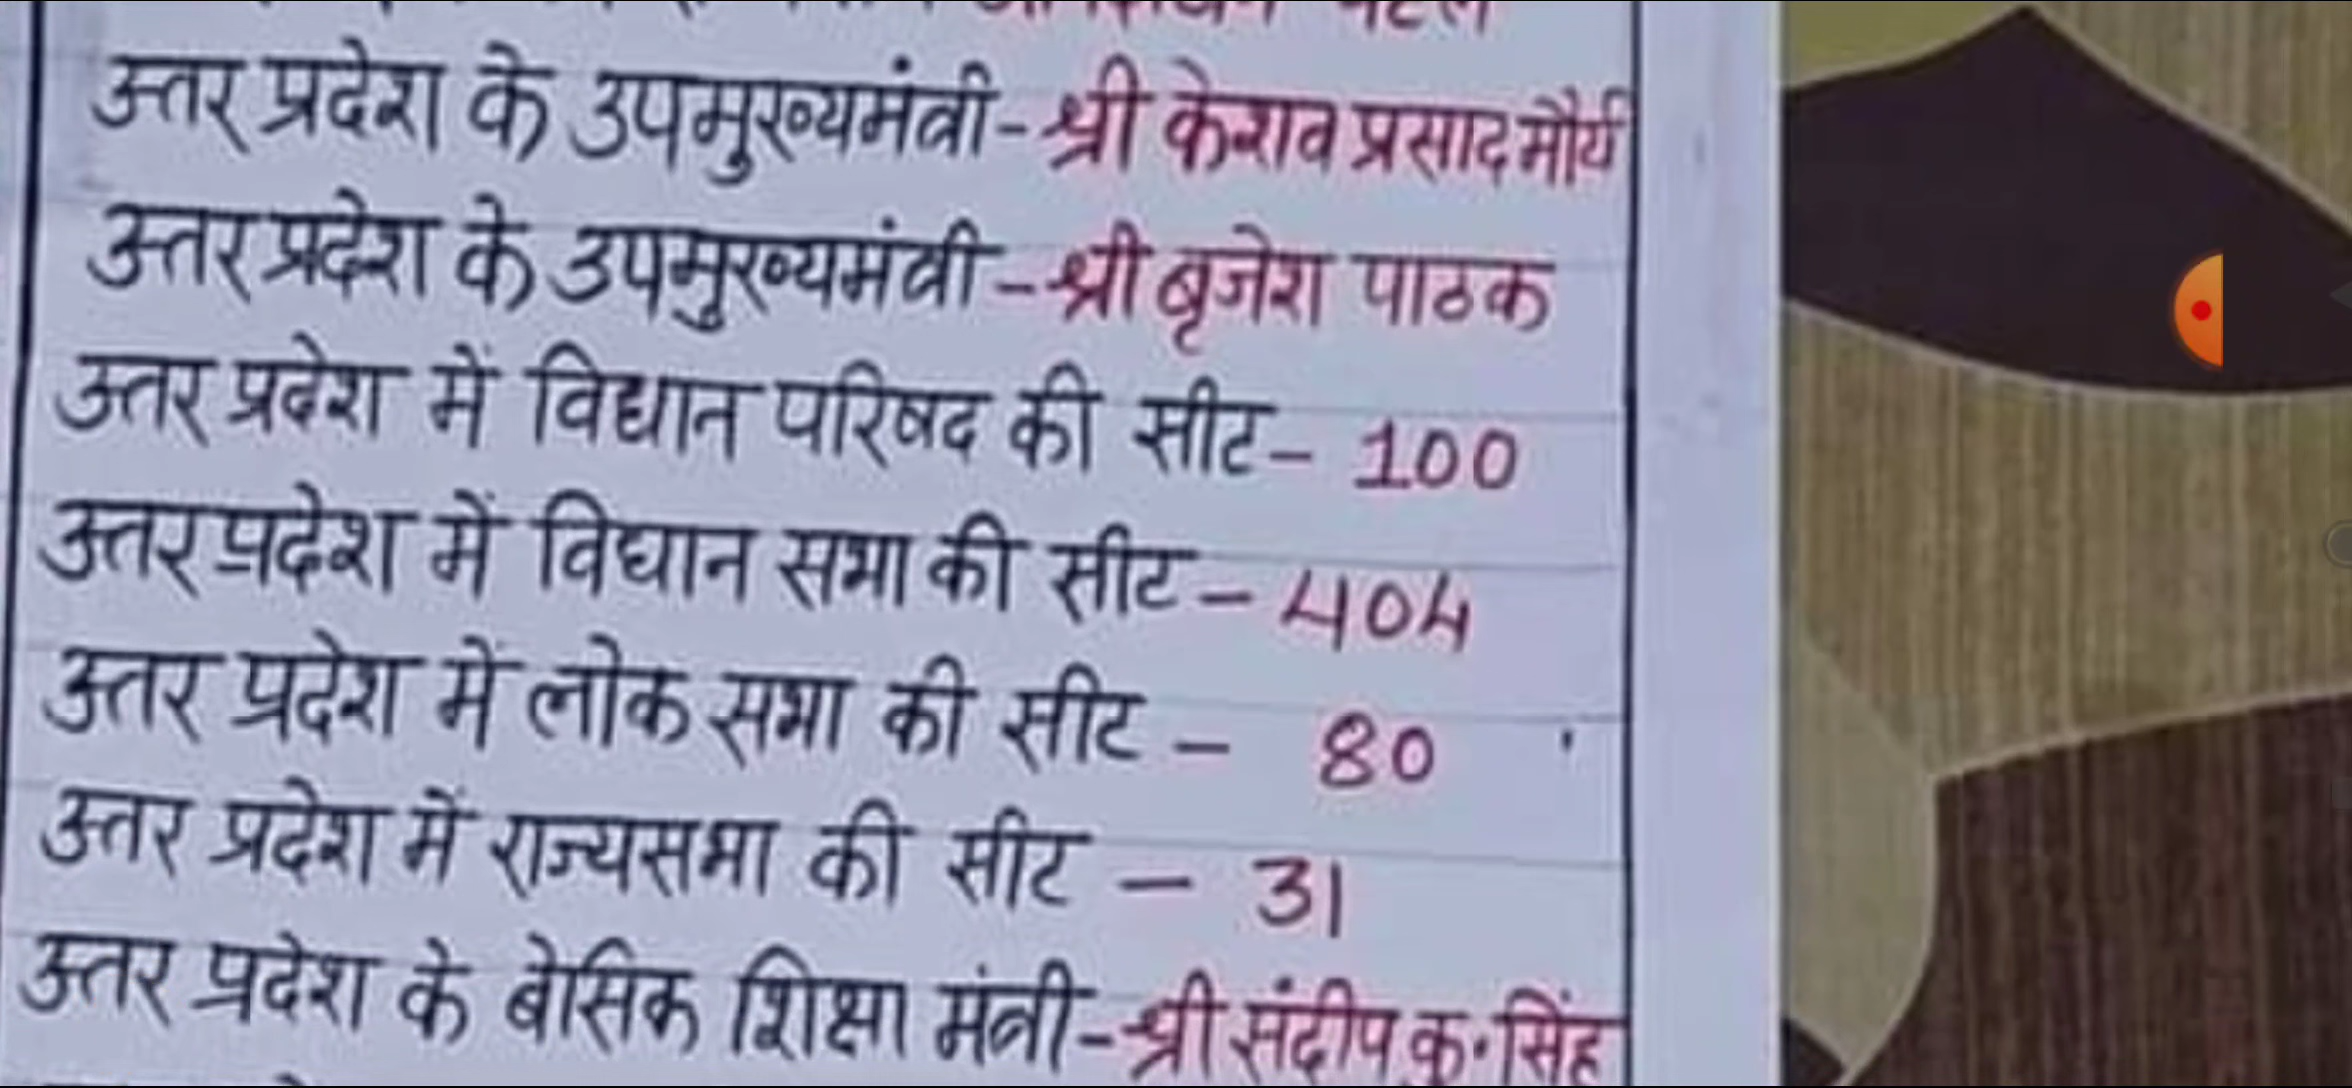 पटेल
उत्तर प्रदेश के उपमुख्यमंत्री-श्री केशव प्रसाद मौर्य
उत्तर प्रदेश के उपमुख्यमंत्री-श्री बृजेश पाठक
उत्तर प्रदेश में विधान परिषद की सीट- 100
उत्तर प्रदेश में विधान सभा की सीट- 404
उत्तर प्रदेश में लोक सभा की सीट - 80
उत्तर प्रदेश में राज्यसभा की सीट - 31
उत्तर प्रदेश के बेसिक शिक्षा मंत्री-श्री संदीप कु. सिंह